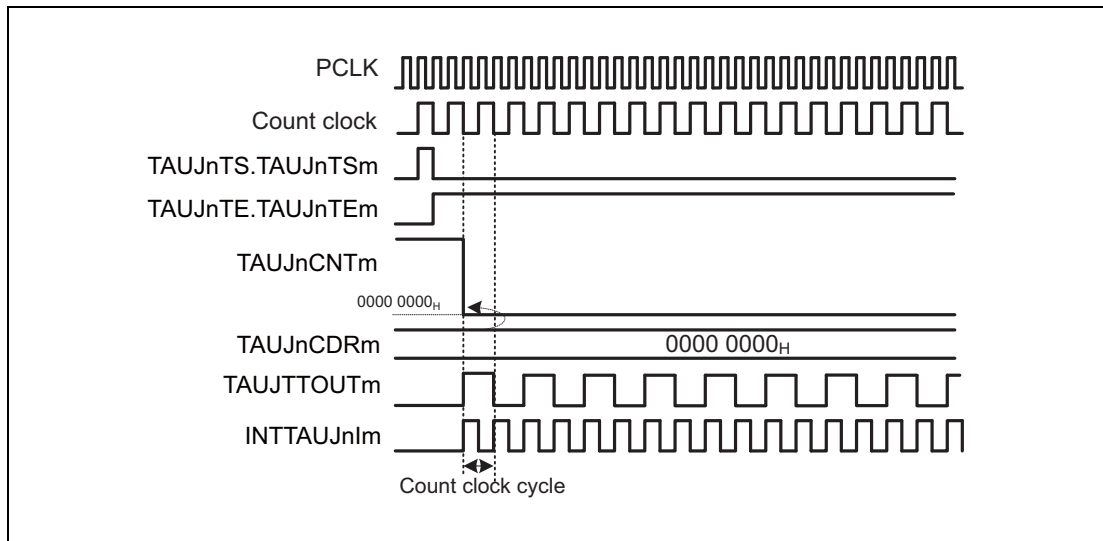 PCLK
Count clock
TAUJnTS.TAUJnTSm
TAUJnTE.TAUJnTEm
TAUJnCNTm
0000 0000H
TAUJnCDRm
0000 0000H
TAUJTTOUTm
INTTAUJnIm
Count clock cycle